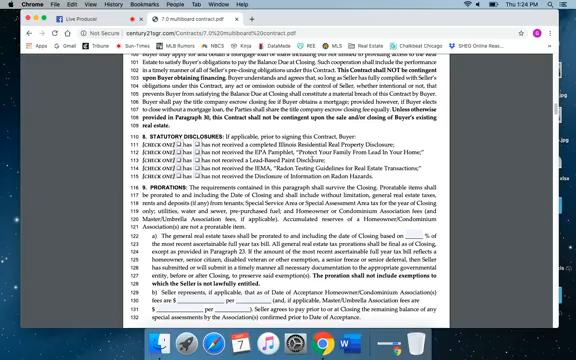 Chrome File Edit View History Bookmarks People Tab Window Help
Thu 1:24 PM
Facebook Live Producer
7.0 multiboard contract.pdf
century21sgr.com/Contracts/7.0%20multiboard%20contract.pdf
Apps Tribune Sun-Times MLB Rumors NBCS Vikings ESPN Real Estate Chalkbeat Chicago SHEG Online Resour
101 Estate to satisfy Buyer's obligations to pay the Balance Due at Closing. Such cooperation shall include the performance
102 in a timely manner of all of Seller's pre-closing obligations under this Contract. This Contract shall NOT be contingent
103 upon Buyer obtaining financing. Buyer understands and agrees that, so long as Seller has fully complied with Seller's
104 obligations under this Contract, any act or omission outside of the control of Seller, whether intentional or not, that
105 prevents Buyer from satisfying the Balance Due at Closing shall constitute a material breach of this Contract by Buyer.
106 Buyer shall pay the title company escrow closing fee if Buyer obtains a mortgage; provided however, if Buyer elects
107 to close without a mortgage loan, the Parties shall share the title company escrow closing fee equally. Unless otherwise
108 provided in Paragraph 30, this Contract shall not be contingent upon the sale and/or closing of Buyer's existing
109 real estate.
110 8. STATUTORY DISCLOSURES: If applicable, prior to signing this Contract, Buyer:
111 [CHECK ONE] has has not received a completed Illinois Residential Real Property Disclosure;
112 [CHECK ONE] has has not received the EPA Pamphlet, "Protect Your Family From Lead In Your Home;"
113 [CHECK ONE] has has not received a Lead-Based Paint Disclosure;
114 [CHECK ONE] has has not received the IEMA, "Radon Testing Guidelines for Real Estate Transactions;"
115 [CHECK ONE] has has not received the Disclosure of Information on Radon Hazards.
116 9. PRORATIONS: The requirements contained in this paragraph shall survive the Closing. Proratable items shall
117 be prorated to and including the Date of Closing and shall include without limitation, general real estate taxes,
118 rents and deposits (if any) from tenants; Special Service Area or Special Assessment Area tax for the year of Closing
119 only; utilities, water and sewer, pre-purchased fuel; and Homeowner or Condominium Association fees (and
120 Master/Umbrella Association fees, if applicable). Accumulated reserves of a Homeowner/Condominium
121 Association(s) are not a proratable item.
122 a) The general real estate taxes shall be prorated to and including the date of Closing based on ____ % of
123 the most recent ascertainable full year tax bill. All general real estate tax prorations shall be final as of Closing,
124 except as provided in Paragraph 23. If the amount of the most recent ascertainable full year tax bill reflects a
125 homeowner, senior citizen, disabled veteran or other exemption, a senior freeze or senior deferral, then Seller
126 has submitted or will submit in a timely manner all necessary documentation to the appropriate governmental
127 entity, before or after Closing, to preserve said exemption(s). The proration shall not include exemptions to
128 which the Seller is not lawfully entitled.
129 b) Seller represents, if applicable, that as of Date of Acceptance Homeowner/Condominium Association(s)
130 fees are $ ____ per ____ (and, if applicable, Master/Umbrella Association fees are
131 $ ____ per ____). Seller agrees to pay prior to or at Closing the remaining balance of any
132 special assessments by the Association(s) confirmed prior to Date of Acceptance.